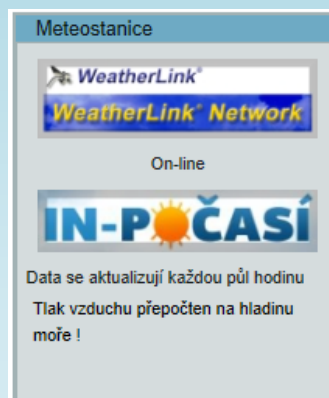 Meteostanice
WeatherLink®
WeatherLink® Network
On-line
IN-POČASÍ
Data se aktualizují každou půl hodinu
Tlak vzduchu přepočten na hladinu
moře !